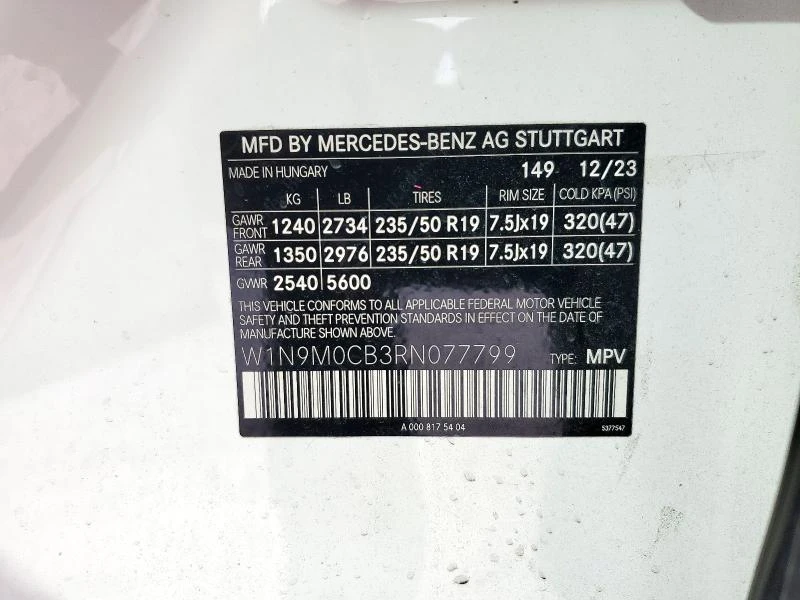 MFD BY MERCEDES-BENZ AG STUTTGART
MADE IN HUNGARY 149 12/23
KG LB TIRES RIM SIZE COLD KPA (PSI)
GAWR FRONT 1240 2734 235/50 R19 7.5Jx19 320(47)
GAWR REAR 1350 2976 235/50 R19 7.5Jx19 320(47)
GVWR 2540 5600
THIS VEHICLE CONFORMS TO ALL APPLICABLE FEDERAL MOTOR VEHICLE
SAFETY AND THEFT PREVENTION STANDARDS IN EFFECT ON THE DATE OF
MANUFACTURE SHOWN ABOVE.
W1N9M0CB3RN077799 TYPE: MPV
A 000 817 54 04 5377547